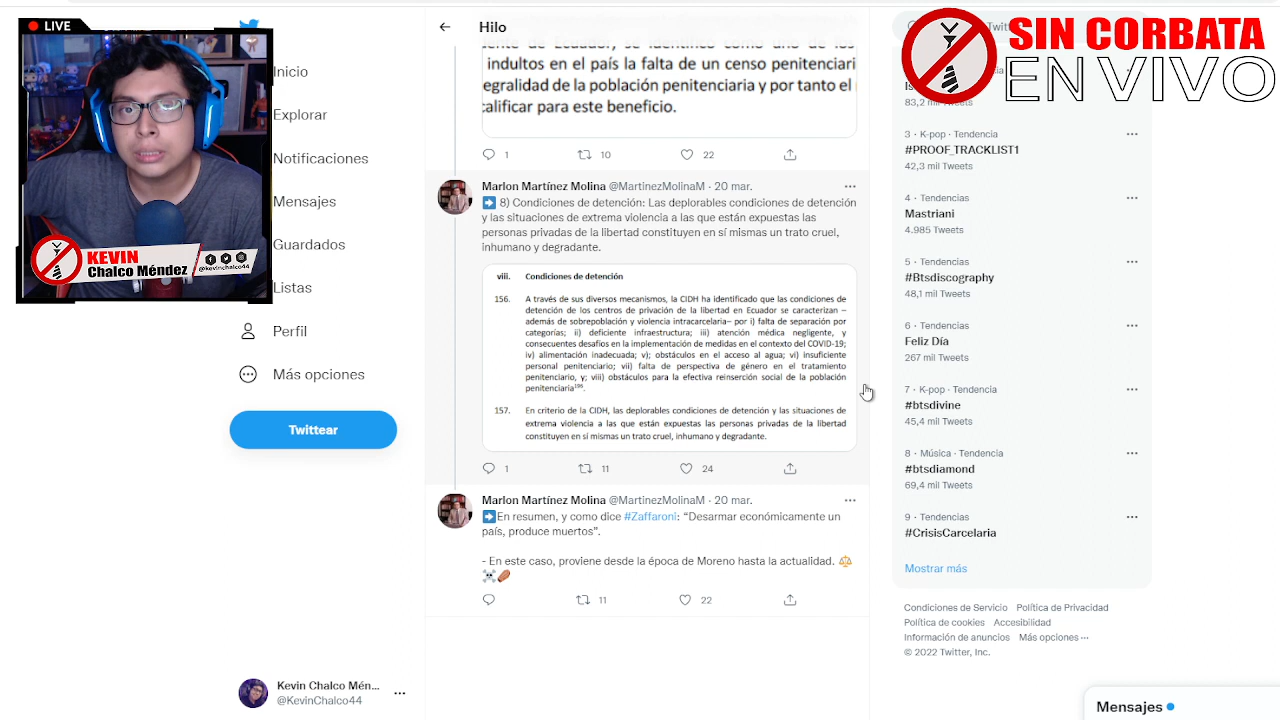 LIVE
SIN CORBATA
EN VIVO
KEVIN
Chalco Méndez
@kevinchalco44
Inicio
Explorar
Notificaciones
Mensajes
Guardados
Listas
Perfil
Más opciones
Twittear
Kevin Chalco Mén...
@KevinChalco44
Hilo
indultos en el país la falta de un censo penitenciari
egralidad de la población penitenciaria y por tanto el
calificar para este beneficio.
1 10 22
Marlon Martínez Molina @MartinezMolinaM · 20 mar.
➡️ 8) Condiciones de detención: Las deplorables condiciones de detención
y las situaciones de extrema violencia a las que están expuestas las
personas privadas de la libertad constituyen en sí mismas un trato cruel,
inhumano y degradante.
viii. Condiciones de detención
156. A través de sus diversos mecanismos, la CIDH ha identificado que las condiciones de
detención de los centros de privación de la libertad en Ecuador se caracterizan –
además de sobrepoblación y violencia intracarcelaria– por i) falta de separación por
categorías; ii) deficiente infraestructura; iii) atención médica negligente, y
consecuentes desafíos en la implementación de medidas en el contexto del COVID-19;
iv) alimentación inadecuada; v); obstáculos en el acceso al agua; vi) insuficiente
personal penitenciario; vii) falta de perspectiva de género en el tratamiento
penitenciario, y; viii) obstáculos para la efectiva reinserción social de la población
penitenciaria¹⁹⁵.
157. En criterio de la CIDH, las deplorables condiciones de detención y las situaciones de
extrema violencia a las que están expuestas las personas privadas de la libertad
constituyen en sí mismas un trato cruel, inhumano y degradante.
1 11 24
Marlon Martínez Molina @MartinezMolinaM · 20 mar.
➡️En resumen, y como dice #Zaffaroni: “Desarmar económicamente un
país, produce muertos”.
- En este caso, proviene desde la época de Moreno hasta la actualidad. ⚖️
☠️⚰️
11 22
83,2 mil Tweets
3 · K-pop · Tendencia
#PROOF_TRACKLIST1
42,3 mil Tweets
4 · Tendencias
Mastriani
4.985 Tweets
5 · Tendencias
#Btsdiscography
48,1 mil Tweets
6 · Tendencias
Feliz Día
267 mil Tweets
7 · K-pop · Tendencia
#btsdivine
45,4 mil Tweets
8 · Música · Tendencia
#btsdiamond
69,4 mil Tweets
9 · Tendencias
#CrisisCarcelaria
Mostrar más
Condiciones de Servicio Política de Privacidad
Política de cookies Accesibilidad
Información de anuncios Más opciones ···
© 2022 Twitter, Inc.
Mensajes